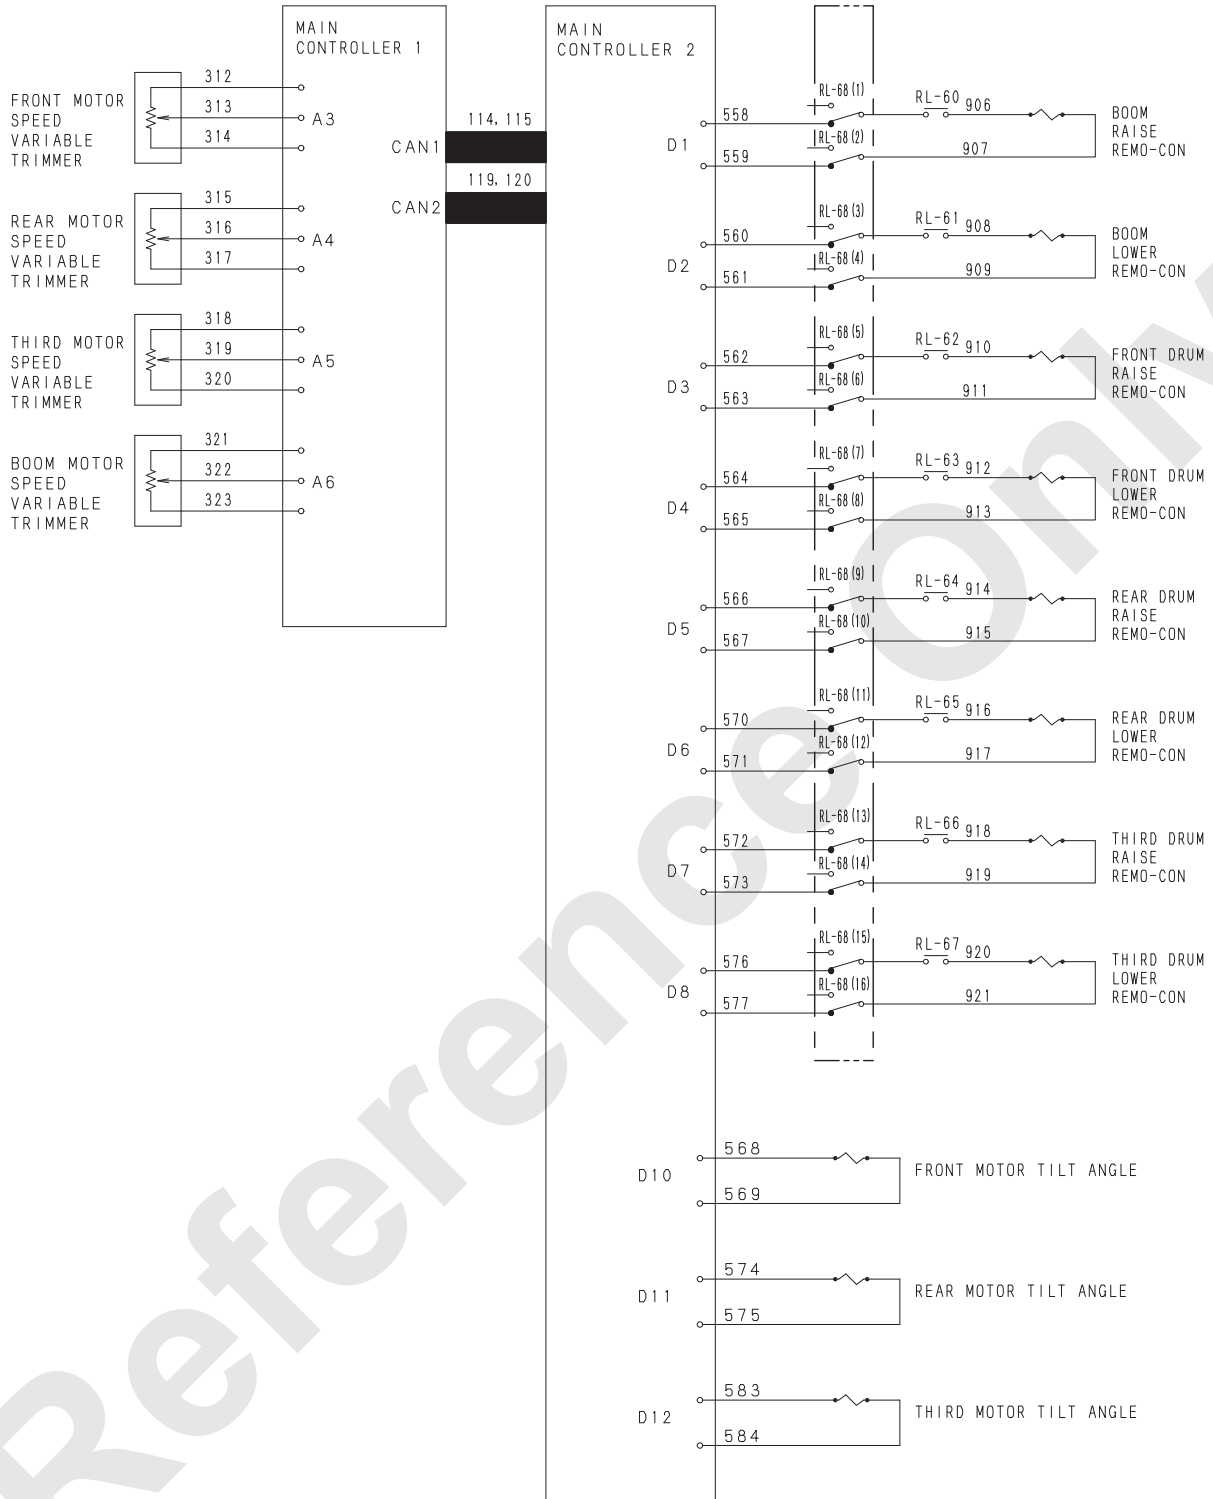 MAIN
CONTROLLER 1
MAIN
CONTROLLER 2
FRONT MOTOR
SPEED
VARIABLE
TRIMMER
312
313
314
A3
REAR MOTOR
SPEED
VARIABLE
TRIMMER
315
316
317
A4
THIRD MOTOR
SPEED
VARIABLE
TRIMMER
318
319
320
A5
BOOM MOTOR
SPEED
VARIABLE
TRIMMER
321
322
323
A6
CAN1
114, 115
CAN2
119, 120
D1
558
559
RL-68(1)
RL-68(2)
RL-60
906
907
BOOM
RAISE
REMO-CON
D2
560
561
RL-68(3)
RL-68(4)
RL-61
908
909
BOOM
LOWER
REMO-CON
D3
562
563
RL-68(5)
RL-68(6)
RL-62
910
911
FRONT DRUM
RAISE
REMO-CON
D4
564
565
RL-68(7)
RL-68(8)
RL-63
912
913
FRONT DRUM
LOWER
REMO-CON
D5
566
567
RL-68(9)
RL-68(10)
RL-64
914
915
REAR DRUM
RAISE
REMO-CON
D6
570
571
RL-68(11)
RL-68(12)
RL-65
916
917
REAR DRUM
LOWER
REMO-CON
D7
572
573
RL-68(13)
RL-68(14)
RL-66
918
919
THIRD DRUM
RAISE
REMO-CON
D8
576
577
RL-68(15)
RL-68(16)
RL-67
920
921
THIRD DRUM
LOWER
REMO-CON
D10
568
569
FRONT MOTOR TILT ANGLE
D11
574
575
REAR MOTOR TILT ANGLE
D12
583
584
THIRD MOTOR TILT ANGLE
Reference Only